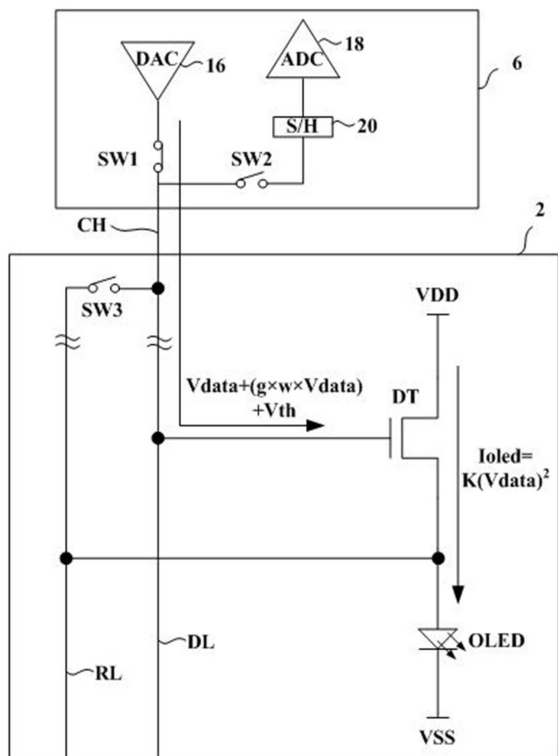 DAC
16
ADC
18
6
S/H
20
SW1
SW2
CH
2
SW3
VDD
Vdata+(g×w×Vdata)
+Vth
DT
Ioled=
K(Vdata)²
DL
RL
OLED
VSS